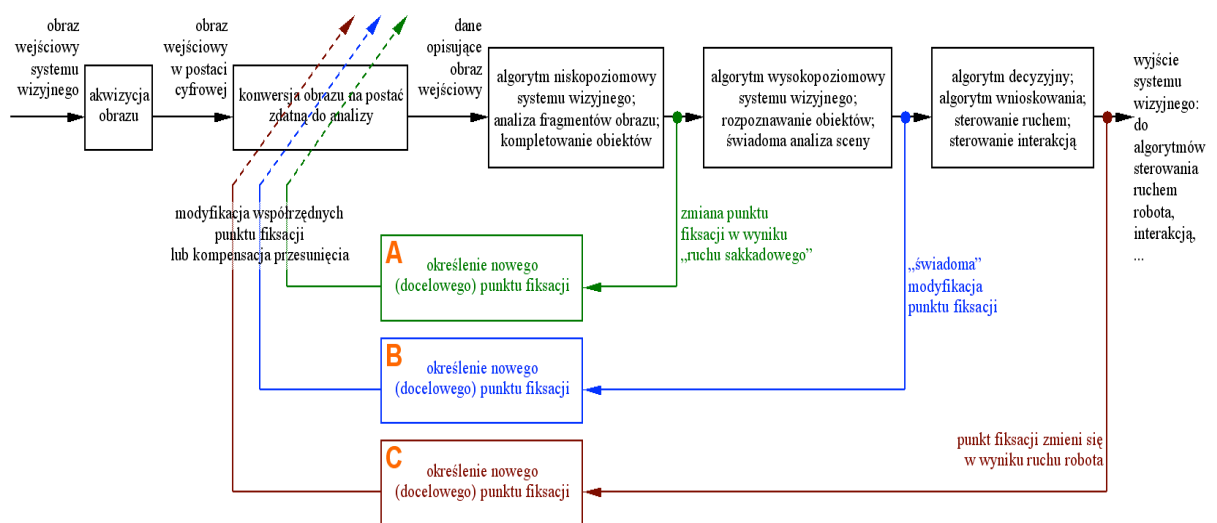 obraz
wejściowy
systemu
wizyjnego
akwizycja
obrazu
obraz
wejściowy
w postaci
cyfrowej
konwersja obrazu na postać
zdatną do analizy
dane
opisujące
obraz
wejściowy
algorytm niskopoziomowy
systemu wizyjnego;
analiza fragmentów obrazu;
kompletowanie obiektów
algorytm wysokopoziomowy
systemu wizyjnego;
rozpoznawanie obiektów;
świadoma analiza sceny
algorytm decyzyjny;
algorytm wnioskowania;
sterowanie ruchem;
sterowanie interakcją
wyjście
systemu
wizyjnego:
do
algorytmów
sterowania
ruchem
robota,
interakcją,
...
modyfikacja współrzędnych
punktu fiksacji
lub kompensacja przesunięcia
zmiana punktu
fiksacji w wyniku
„ruchu sakkadowego”
A
określenie nowego
(docelowego) punktu fiksacji
„świadoma”
modyfikacja
punktu fiksacji
B
określenie nowego
(docelowego) punktu fiksacji
punkt fiksacji zmieni się
w wyniku ruchu robota
C
określenie nowego
(docelowego) punktu fiksacji